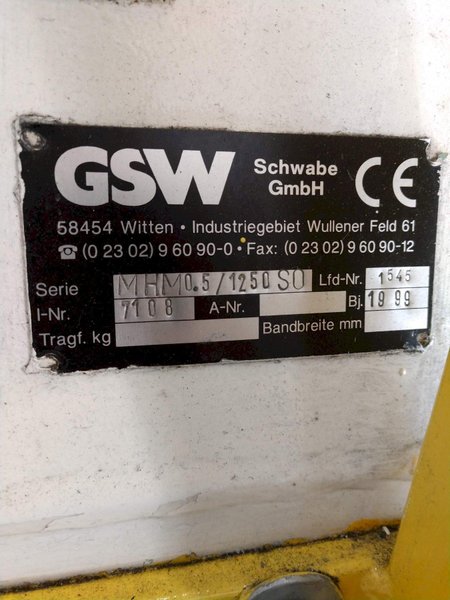 GSW Schwabe GmbH CE
58454 Witten • Industriegebiet Wullener Feld 61
☎ (0 23 02) 9 60 90-0 • Fax: (0 23 02) 9 60 90-12
Serie MHM0.5/1250 SO Lfd-Nr. 1545
I-Nr. 7108 A-Nr. Bj. 1999
Tragf. kg Bandbreite mm